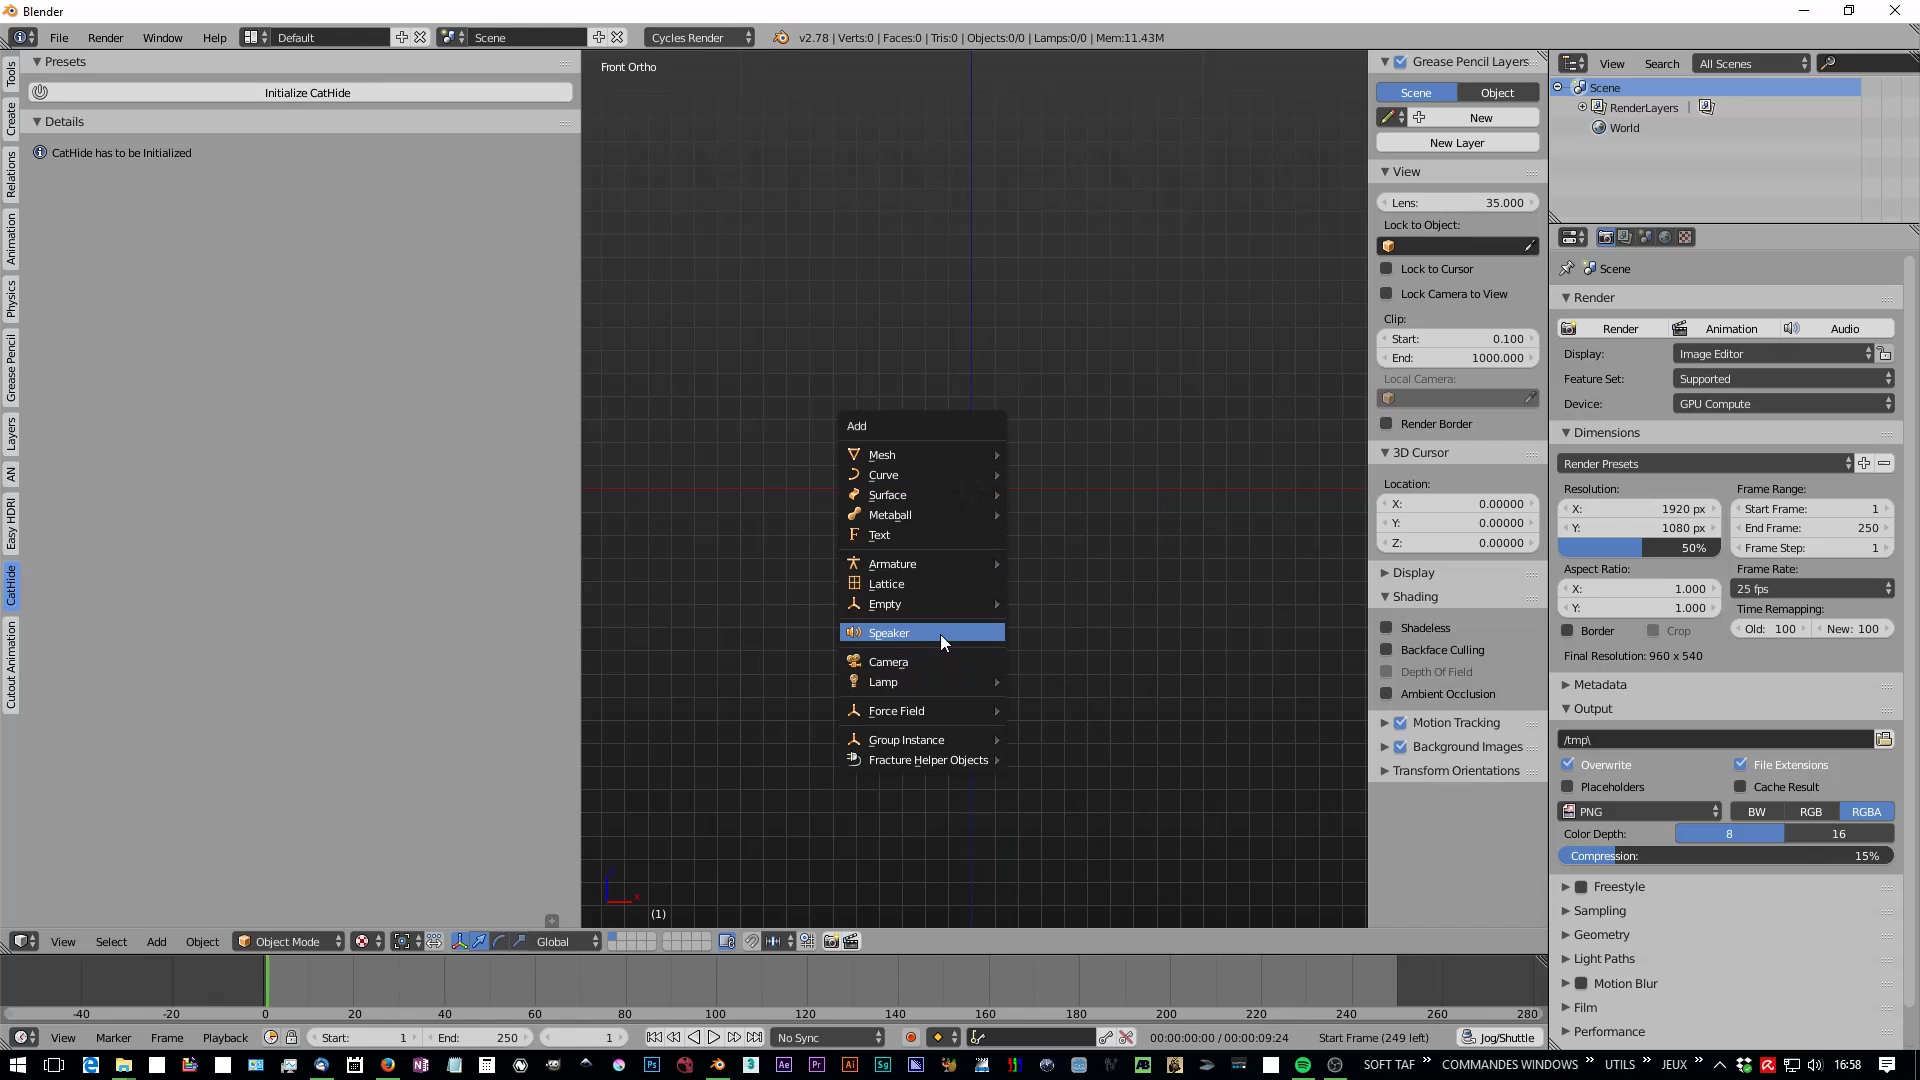 Blender
File Render Window Help Default Scene Cycles Render v2.78 | Verts:0 | Faces:0 | Tris:0 | Objects:0/0 | Lamps:0/0 | Mem:11.43M
Presets
Initialize CatHide
Details
CatHide has to be Initialized
Tools
Create
Relations
Animation
Physics
Grease Pencil
Layers
AN
Easy HDRI
CatHide
Cutout Animation
Front Ortho
Add
Mesh
Curve
Surface
Metaball
Text
Armature
Lattice
Empty
Speaker
Camera
Lamp
Force Field
Group Instance
Fracture Helper Objects
x
(1)
Grease Pencil Layers
Scene Object
New
New Layer
View
Lens: 35.000
Lock to Object:
Lock to Cursor
Lock Camera to View
Clip:
Start: 0.100
End: 1000.000
Local Camera:
Render Border
3D Cursor
Location:
X: 0.00000
Y: 0.00000
Z: 0.00000
Display
Shading
Shadeless
Backface Culling
Depth Of Field
Ambient Occlusion
Motion Tracking
Background Images
Transform Orientations
View Search All Scenes
Scene
RenderLayers |
World
Scene
Render
Render Animation Audio
Display: Image Editor
Feature Set: Supported
Device: GPU Compute
Dimensions
Render Presets
Resolution: Frame Range:
X: 1920 px Start Frame: 1
Y: 1080 px End Frame: 250
50% Frame Step: 1
Aspect Ratio: Frame Rate:
X: 1.000 25 fps
Y: 1.000 Time Remapping:
Border Crop Old: 100 New: 100
Final Resolution: 960 x 540
Metadata
Output
/tmp\
Overwrite File Extensions
Placeholders Cache Result
PNG BW RGB RGBA
Color Depth: 8 16
Compression: 15%
Freestyle
Sampling
Geometry
Light Paths
Motion Blur
Film
Performance
View Select Add Object Object Mode Global
-40 -20 0 20 40 60 80 100 120 140 160 180 200 220 240 260 280
View Marker Frame Playback Start: 1 End: 250 1 No Sync 00:00:00:00 / 00:00:09:24 Start Frame (249 left) Jog/Shuttle
SOFT TAF » COMMANDES WINDOWS » UTILS » JEUX » 16:58